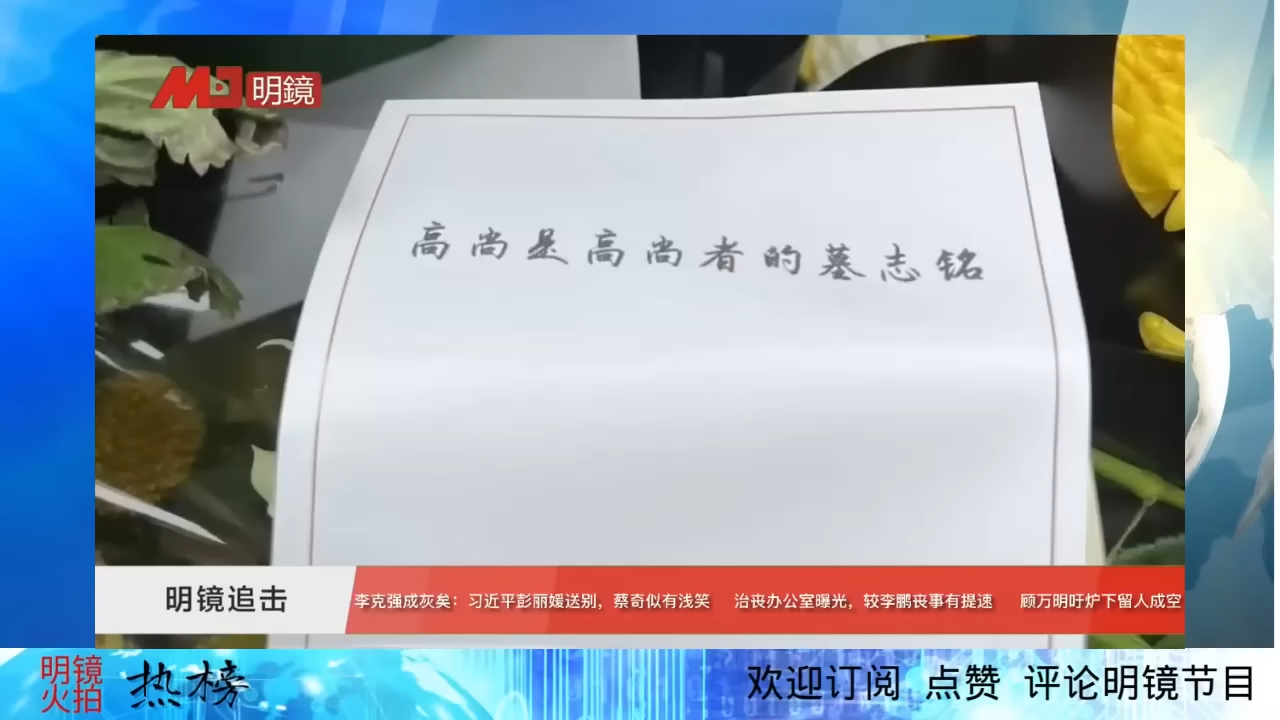 明鏡
高尚是高尚者的墓志铭
明镜追击
李克强成灰矣：习近平彭丽媛送别，蔡奇似有浅笑 治丧办公室曝光，较李鹏丧事有提速 顾万明吁炉下留人成空
明镜
火拍
热榜
欢迎订阅 点赞 评论明镜节目